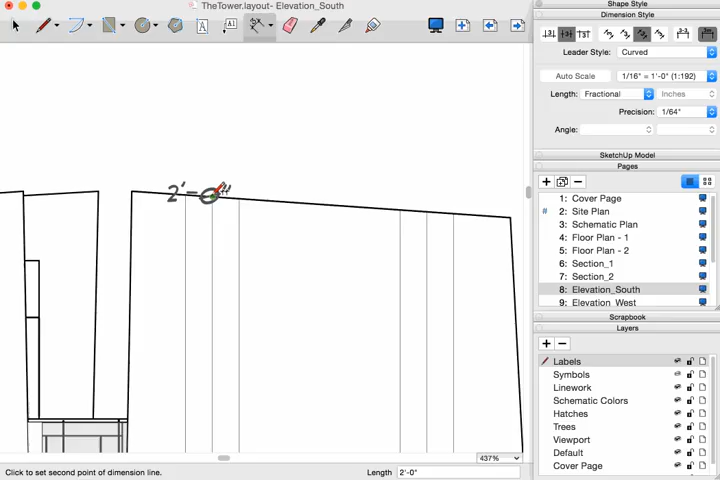 TheTower.layout- Elevation_South
Shape Style
Dimension Style
Leader Style: Curved
Auto Scale 1/16" = 1'-0" (1:192)
Length: Fractional Inches
Precision: 1/64"
Angle:
SketchUp Model
Pages
1: Cover Page
# 2: Site Plan
3: Schematic Plan
4: Floor Plan - 1
5: Floor Plan - 2
6: Section_1
7: Section_2
8: Elevation_South
9: Elevation_West
Scrapbook
Layers
Labels
Symbols
Linework
Schematic Colors
Hatches
Trees
Viewport
Default
Cover Page
2'-0"
437%
Click to set second point of dimension line.
Length 2'-0"